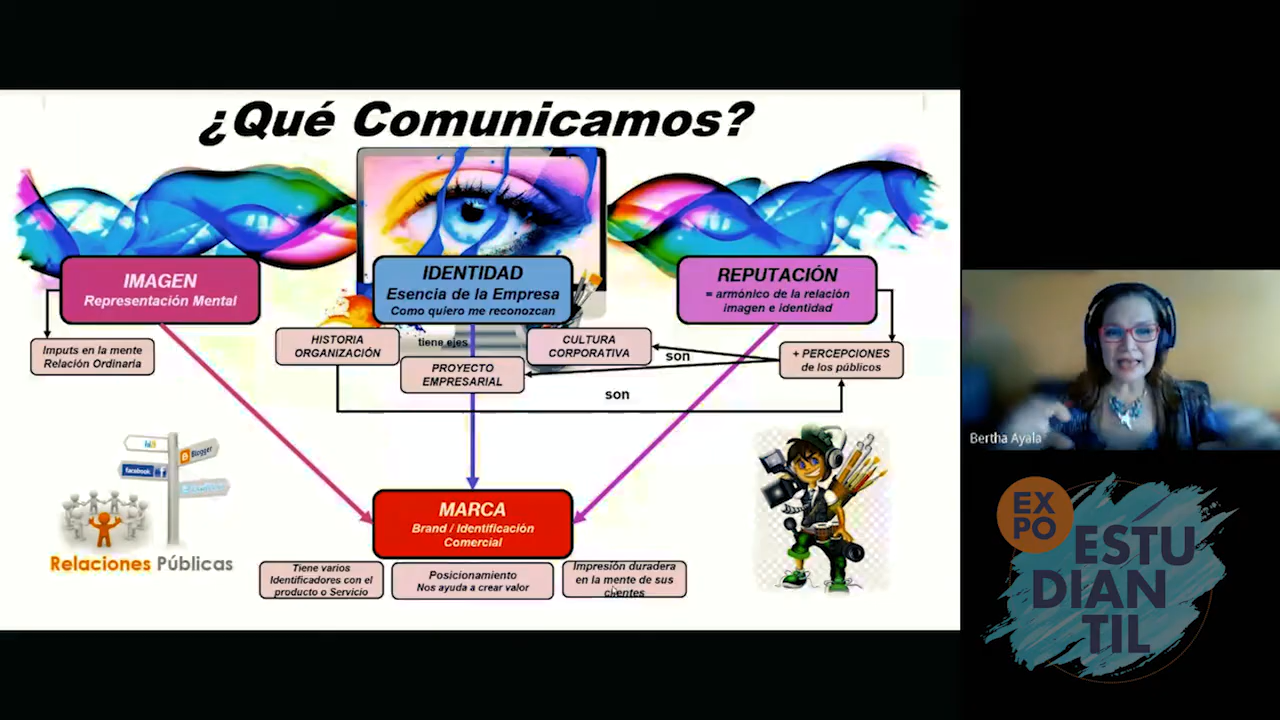 ¿Qué Comunicamos?
IMAGEN
Representación Mental
IDENTIDAD
Esencia de la Empresa
Como quiero me reconozcan
REPUTACIÓN
= armónico de la relación
imagen e identidad
Imputs en la mente
Relación Ordinaria
HISTORIA
ORGANIZACIÓN
tiene ejes
CULTURA
CORPORATIVA
son
+ PERCEPCIONES
de los públicos
PROYECTO
EMPRESARIAL
son
hi5
Blogger
facebook
Relaciones Públicas
MARCA
Brand / Identificación
Comercial
Tiene varios
Identificadores con el
producto o Servicio
Posicionamiento
Nos ayuda a crear valor
Impresión duradera
en la mente de sus
clientes
Bertha Ayala
EX
PO
ESTU
DIAN
TIL